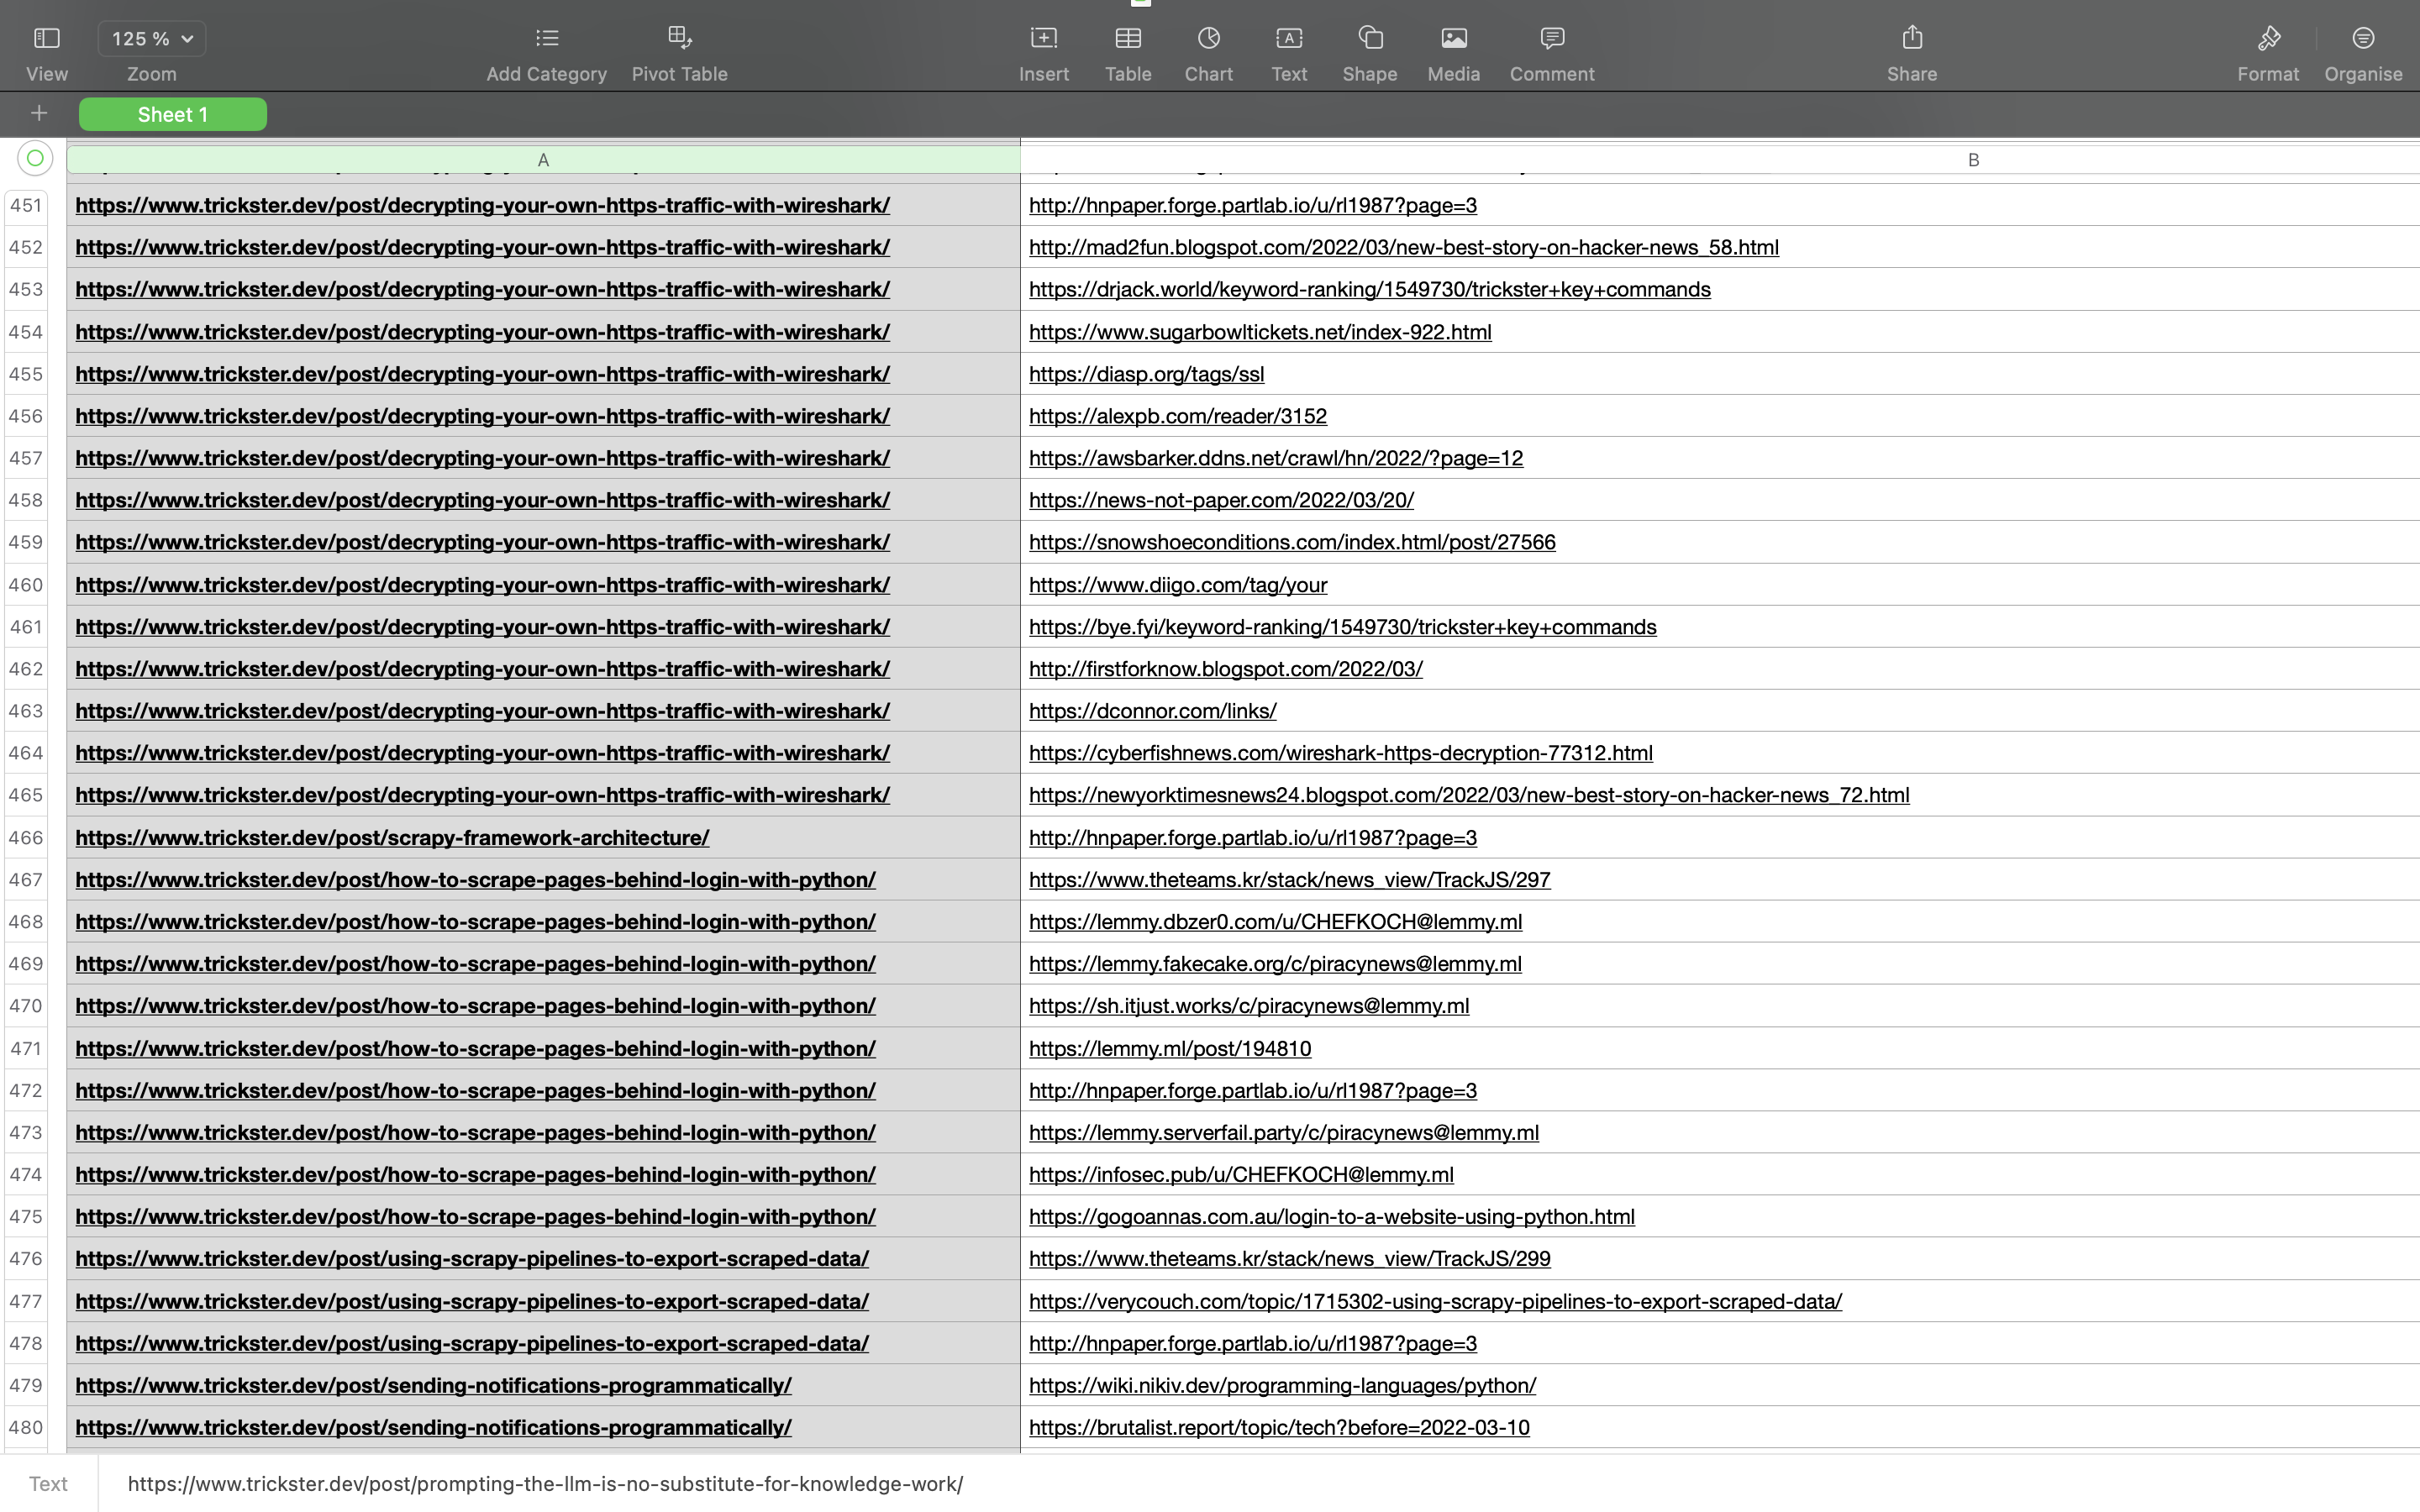 125 %
View Zoom Add Category Pivot Table Insert Table Chart Text Shape Media Comment Share Format Organise
Sheet 1
A B
451 https://www.trickster.dev/post/decrypting-your-own-https-traffic-with-wireshark/ http://hnpaper.forge.partlab.io/u/rl1987?page=3
452 https://www.trickster.dev/post/decrypting-your-own-https-traffic-with-wireshark/ http://mad2fun.blogspot.com/2022/03/new-best-story-on-hacker-news_58.html
453 https://www.trickster.dev/post/decrypting-your-own-https-traffic-with-wireshark/ https://drjack.world/keyword-ranking/1549730/trickster+key+commands
454 https://www.trickster.dev/post/decrypting-your-own-https-traffic-with-wireshark/ https://www.sugarbowltickets.net/index-922.html
455 https://www.trickster.dev/post/decrypting-your-own-https-traffic-with-wireshark/ https://diasp.org/tags/ssl
456 https://www.trickster.dev/post/decrypting-your-own-https-traffic-with-wireshark/ https://alexpb.com/reader/3152
457 https://www.trickster.dev/post/decrypting-your-own-https-traffic-with-wireshark/ https://awsbarker.ddns.net/crawl/hn/2022/?page=12
458 https://www.trickster.dev/post/decrypting-your-own-https-traffic-with-wireshark/ https://news-not-paper.com/2022/03/20/
459 https://www.trickster.dev/post/decrypting-your-own-https-traffic-with-wireshark/ https://snowshoeconditions.com/index.html/post/27566
460 https://www.trickster.dev/post/decrypting-your-own-https-traffic-with-wireshark/ https://www.diigo.com/tag/your
461 https://www.trickster.dev/post/decrypting-your-own-https-traffic-with-wireshark/ https://bye.fyi/keyword-ranking/1549730/trickster+key+commands
462 https://www.trickster.dev/post/decrypting-your-own-https-traffic-with-wireshark/ http://firstforknow.blogspot.com/2022/03/
463 https://www.trickster.dev/post/decrypting-your-own-https-traffic-with-wireshark/ https://dconnor.com/links/
464 https://www.trickster.dev/post/decrypting-your-own-https-traffic-with-wireshark/ https://cyberfishnews.com/wireshark-https-decryption-77312.html
465 https://www.trickster.dev/post/decrypting-your-own-https-traffic-with-wireshark/ https://newyorktimesnews24.blogspot.com/2022/03/new-best-story-on-hacker-news_72.html
466 https://www.trickster.dev/post/scrapy-framework-architecture/ http://hnpaper.forge.partlab.io/u/rl1987?page=3
467 https://www.trickster.dev/post/how-to-scrape-pages-behind-login-with-python/ https://www.theteams.kr/stack/news_view/TrackJS/297
468 https://www.trickster.dev/post/how-to-scrape-pages-behind-login-with-python/ https://lemmy.dbzer0.com/u/CHEFKOCH@lemmy.ml
469 https://www.trickster.dev/post/how-to-scrape-pages-behind-login-with-python/ https://lemmy.fakecake.org/c/piracynews@lemmy.ml
470 https://www.trickster.dev/post/how-to-scrape-pages-behind-login-with-python/ https://sh.itjust.works/c/piracynews@lemmy.ml
471 https://www.trickster.dev/post/how-to-scrape-pages-behind-login-with-python/ https://lemmy.ml/post/194810
472 https://www.trickster.dev/post/how-to-scrape-pages-behind-login-with-python/ http://hnpaper.forge.partlab.io/u/rl1987?page=3
473 https://www.trickster.dev/post/how-to-scrape-pages-behind-login-with-python/ https://lemmy.serverfail.party/c/piracynews@lemmy.ml
474 https://www.trickster.dev/post/how-to-scrape-pages-behind-login-with-python/ https://infosec.pub/u/CHEFKOCH@lemmy.ml
475 https://www.trickster.dev/post/how-to-scrape-pages-behind-login-with-python/ https://gogoannas.com.au/login-to-a-website-using-python.html
476 https://www.trickster.dev/post/using-scrapy-pipelines-to-export-scraped-data/ https://www.theteams.kr/stack/news_view/TrackJS/299
477 https://www.trickster.dev/post/using-scrapy-pipelines-to-export-scraped-data/ https://verycouch.com/topic/1715302-using-scrapy-pipelines-to-export-scraped-data/
478 https://www.trickster.dev/post/using-scrapy-pipelines-to-export-scraped-data/ http://hnpaper.forge.partlab.io/u/rl1987?page=3
479 https://www.trickster.dev/post/sending-notifications-programmatically/ https://wiki.nikiv.dev/programming-languages/python/
480 https://www.trickster.dev/post/sending-notifications-programmatically/ https://brutalist.report/topic/tech?before=2022-03-10
Text https://www.trickster.dev/post/prompting-the-llm-is-no-substitute-for-knowledge-work/